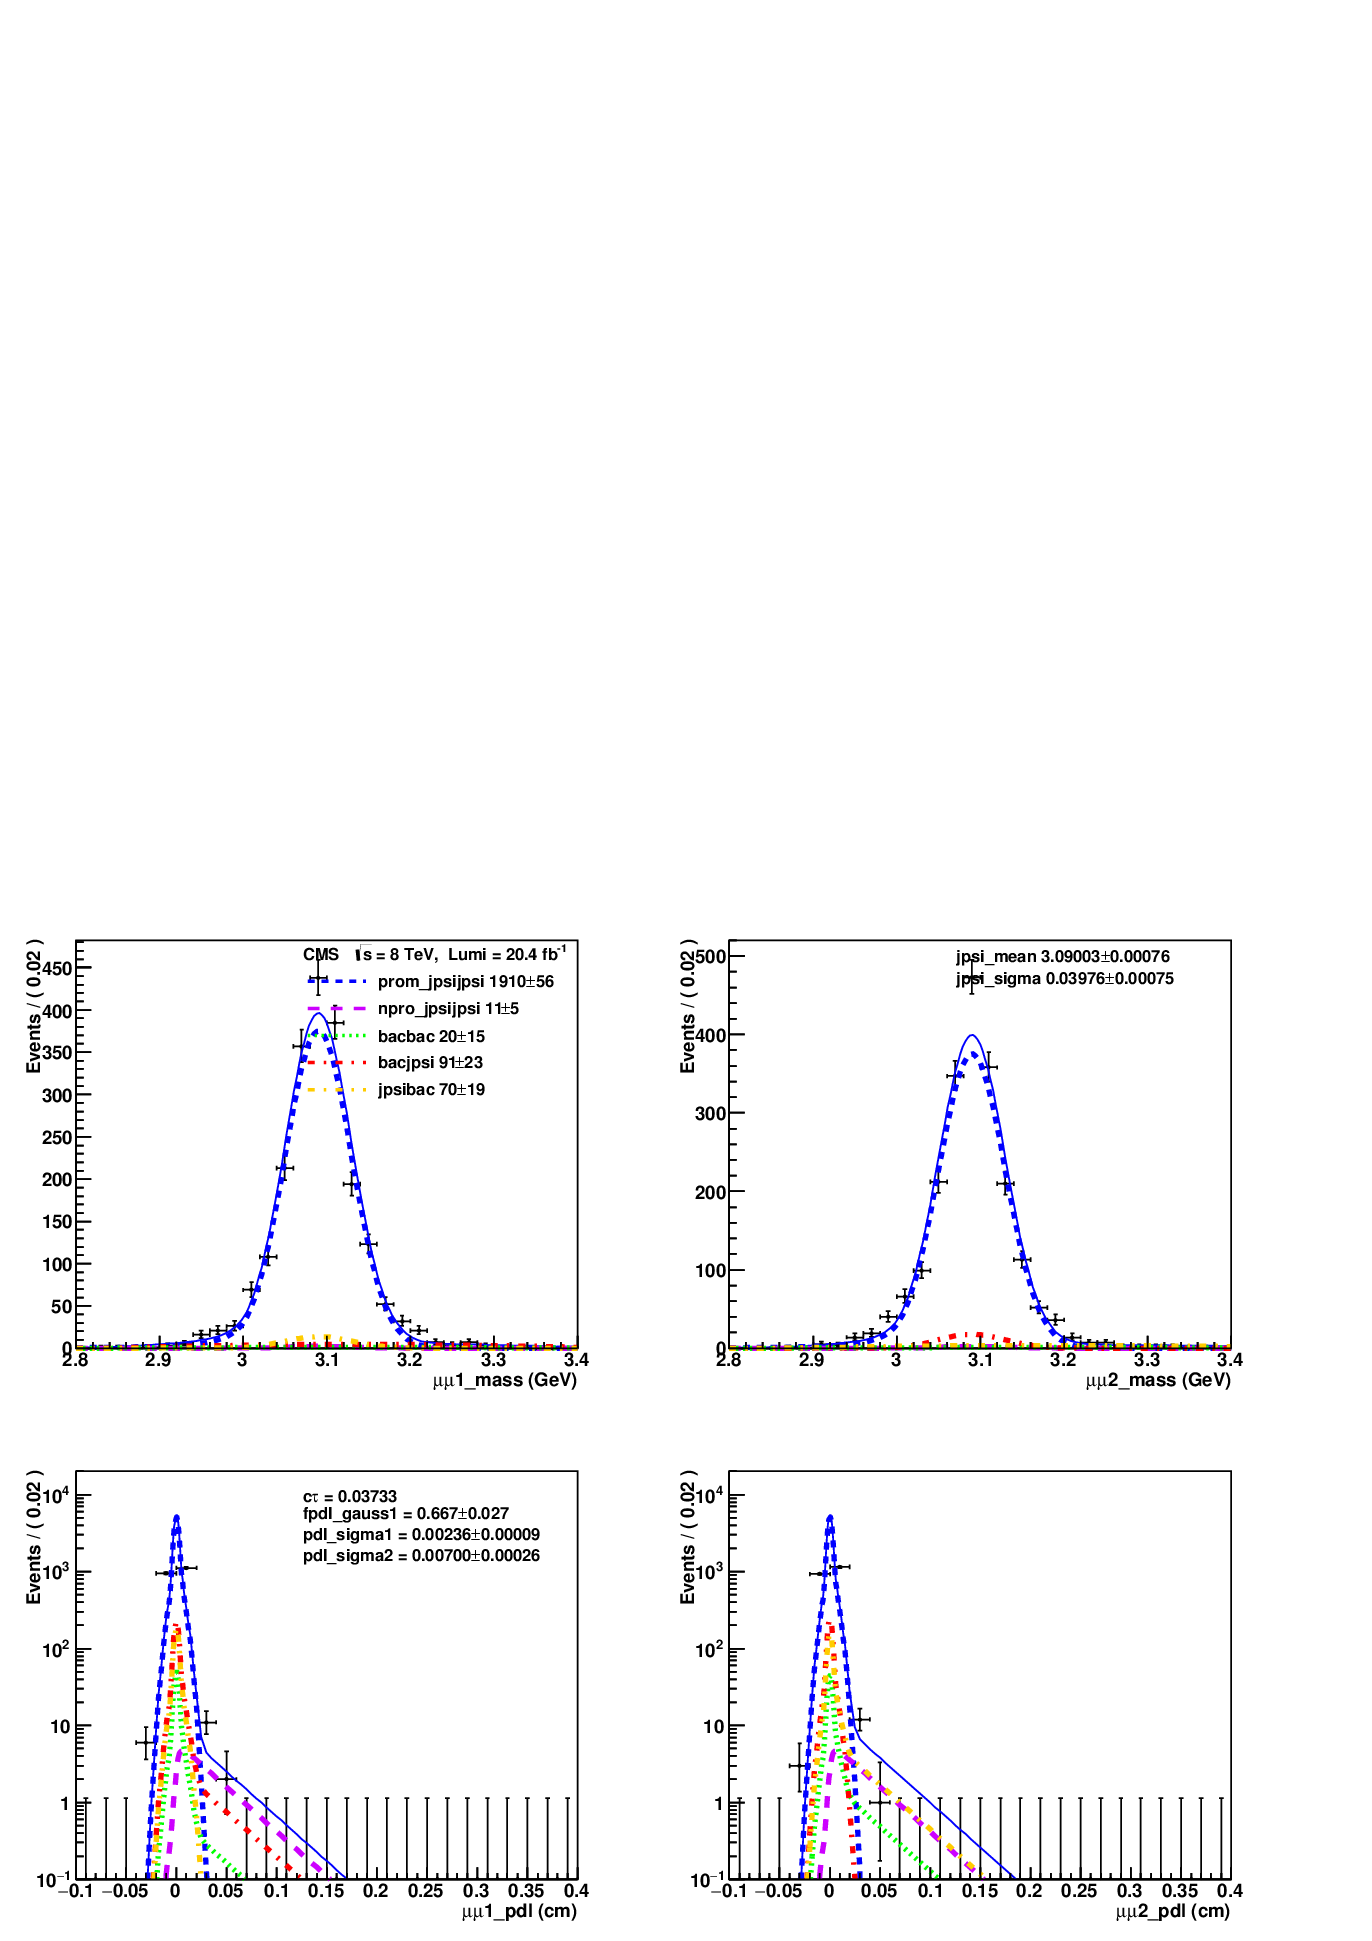 Events / ( 0.02 )
450
400
350
300
250
200
150
100
50
0
CMS √s = 8 TeV, Lumi = 20.4 fb-1
prom_jpsijpsi 1910±56
npro_jpsijpsi 11±5
bacbac 20±15
bacjpsi 91±23
jpsibac 70±19
2.8 2.9 3 3.1 3.2 3.3 3.4
μμ1_mass (GeV)
Events / ( 0.02 )
500
400
300
200
100
0
jpsi_mean 3.09003±0.00076
jpsi_sigma 0.03976±0.00075
2.8 2.9 3 3.1 3.2 3.3 3.4
μμ2_mass (GeV)
Events / ( 0.02 )
10^4
10^3
10^2
10
1
10^−1
cτ = 0.03733
fpdl_gauss1 = 0.667±0.027
pdl_sigma1 = 0.00236±0.00009
pdl_sigma2 = 0.00700±0.00026
−0.1 −0.05 0 0.05 0.1 0.15 0.2 0.25 0.3 0.35 0.4
μμ1_pdl (cm)
Events / ( 0.02 )
10^4
10^3
10^2
10
1
10^−1
−0.1 −0.05 0 0.05 0.1 0.15 0.2 0.25 0.3 0.35 0.4
μμ2_pdl (cm)